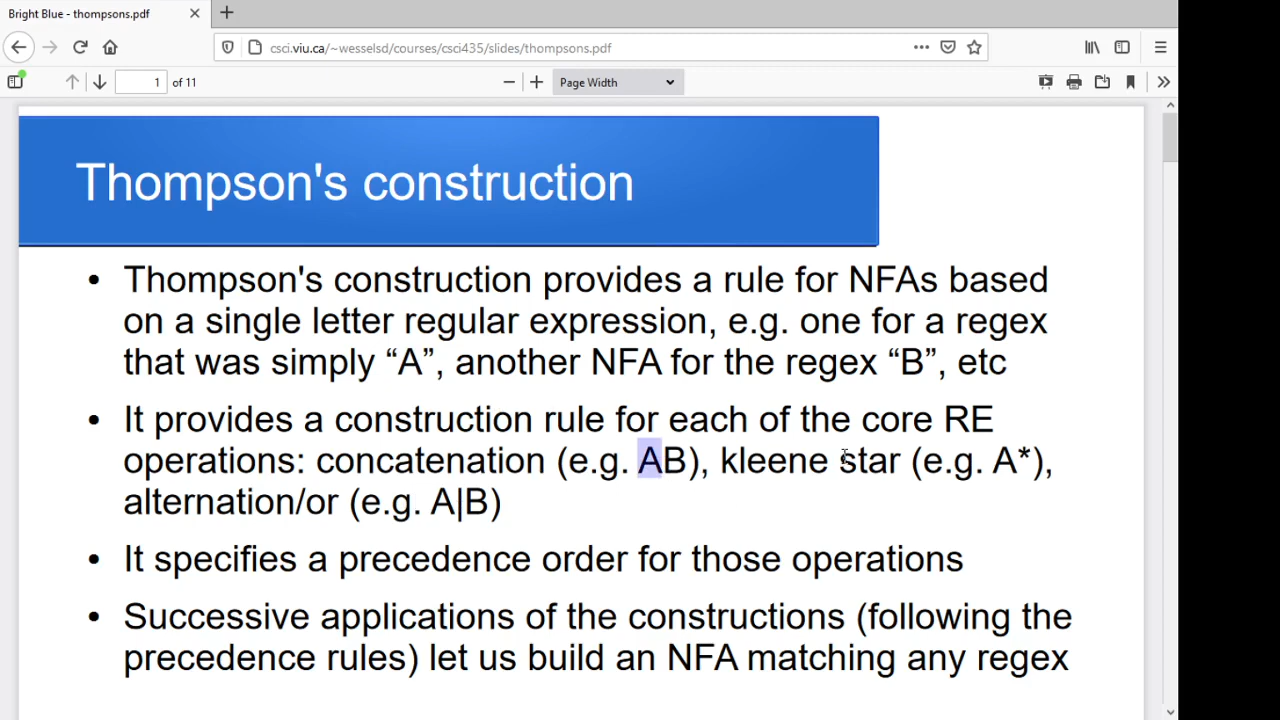 Bright Blue - thompsons.pdf
csci.viu.ca/~wesselsd/courses/csci435/slides/thompsons.pdf
1 of 11
Page Width
Thompson's construction
• Thompson's construction provides a rule for NFAs based
on a single letter regular expression, e.g. one for a regex
that was simply “A”, another NFA for the regex “B”, etc
• It provides a construction rule for each of the core RE
operations: concatenation (e.g. AB), kleene star (e.g. A*),
alternation/or (e.g. A|B)
• It specifies a precedence order for those operations
• Successive applications of the constructions (following the
precedence rules) let us build an NFA matching any regex